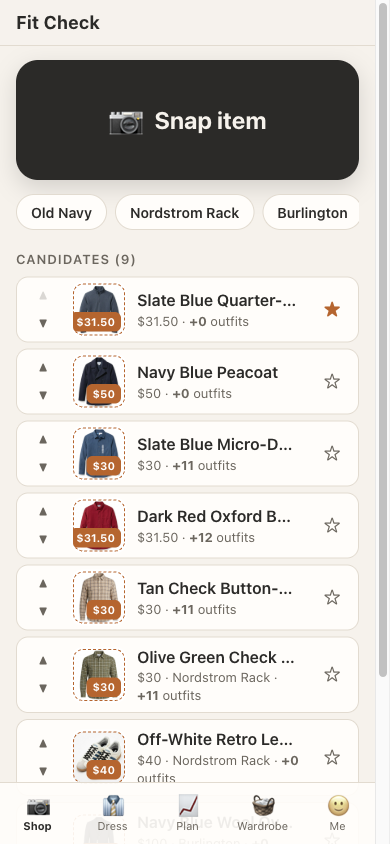 Fit Check
Snap item
Old Navy
Nordstrom Rack
Burlington
CANDIDATES (9)
$31.50
Slate Blue Quarter-...
$31.50 · +0 outfits
$50
Navy Blue Peacoat
$50 · +0 outfits
$30
Slate Blue Micro-D...
$30 · +11 outfits
$31.50
Dark Red Oxford B...
$31.50 · +12 outfits
$30
Tan Check Button-...
$30 · +11 outfits
$30
Olive Green Check ...
$30 · Nordstrom Rack ·
+11 outfits
$40
Off-White Retro Le...
$40 · Nordstrom Rack · +0
outfits
Shop
Dress
Plan
Wardrobe
Me